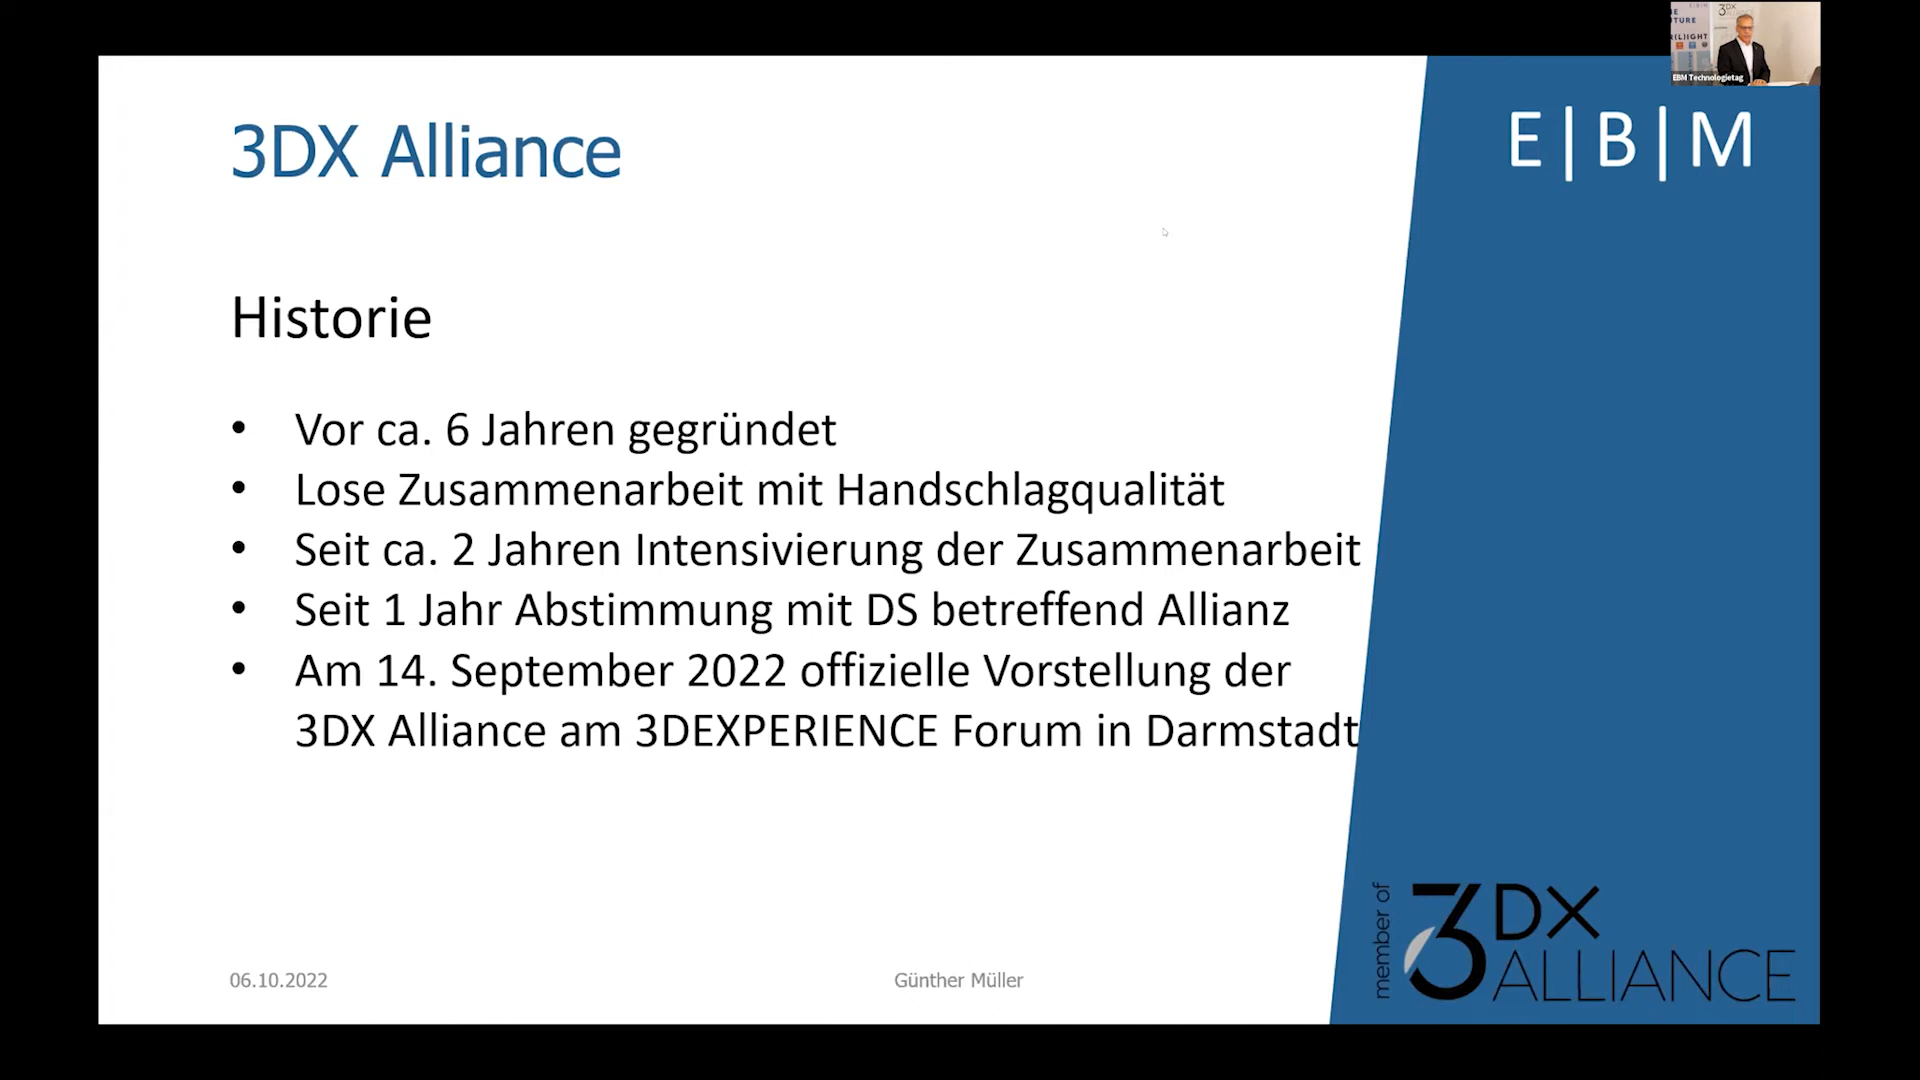 3DX Alliance
E|B|M
Historie
• Vor ca. 6 Jahren gegründet
• Lose Zusammenarbeit mit Handschlagqualität
• Seit ca. 2 Jahren Intensivierung der Zusammenarbeit
• Seit 1 Jahr Abstimmung mit DS betreffend Allianz
• Am 14. September 2022 offizielle Vorstellung der
3DX Alliance am 3DEXPERIENCE Forum in Darmstadt
06.10.2022
Günther Müller
member of
3DX
ALLIANCE
EBM Technologietag